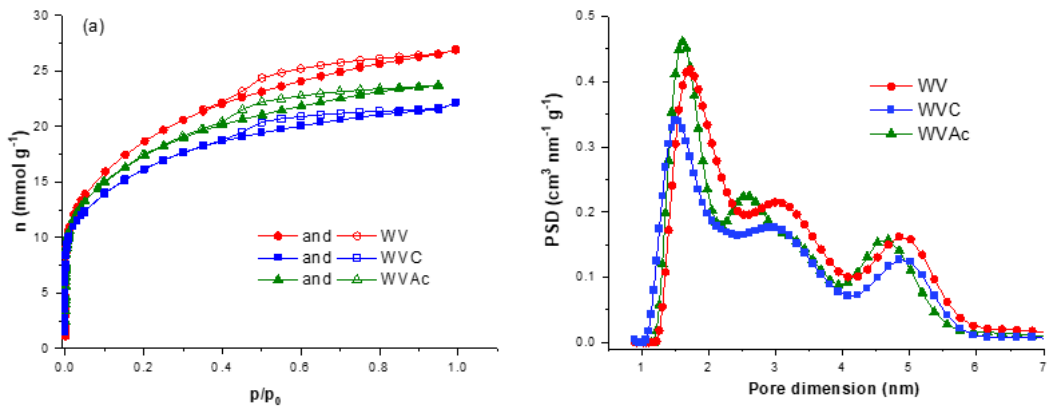 (a)
30
25
20
15
10
5
0
n (mmol g⁻¹)
and WV
and WVC
and WVAc
0.0 0.2 0.4 0.6 0.8 1.0
p/p₀
0.5
0.4
0.3
0.2
0.1
0.0
PSD (cm³ nm⁻¹ g⁻¹)
WV
WVC
WVAc
1 2 3 4 5 6 7
Pore dimension (nm)